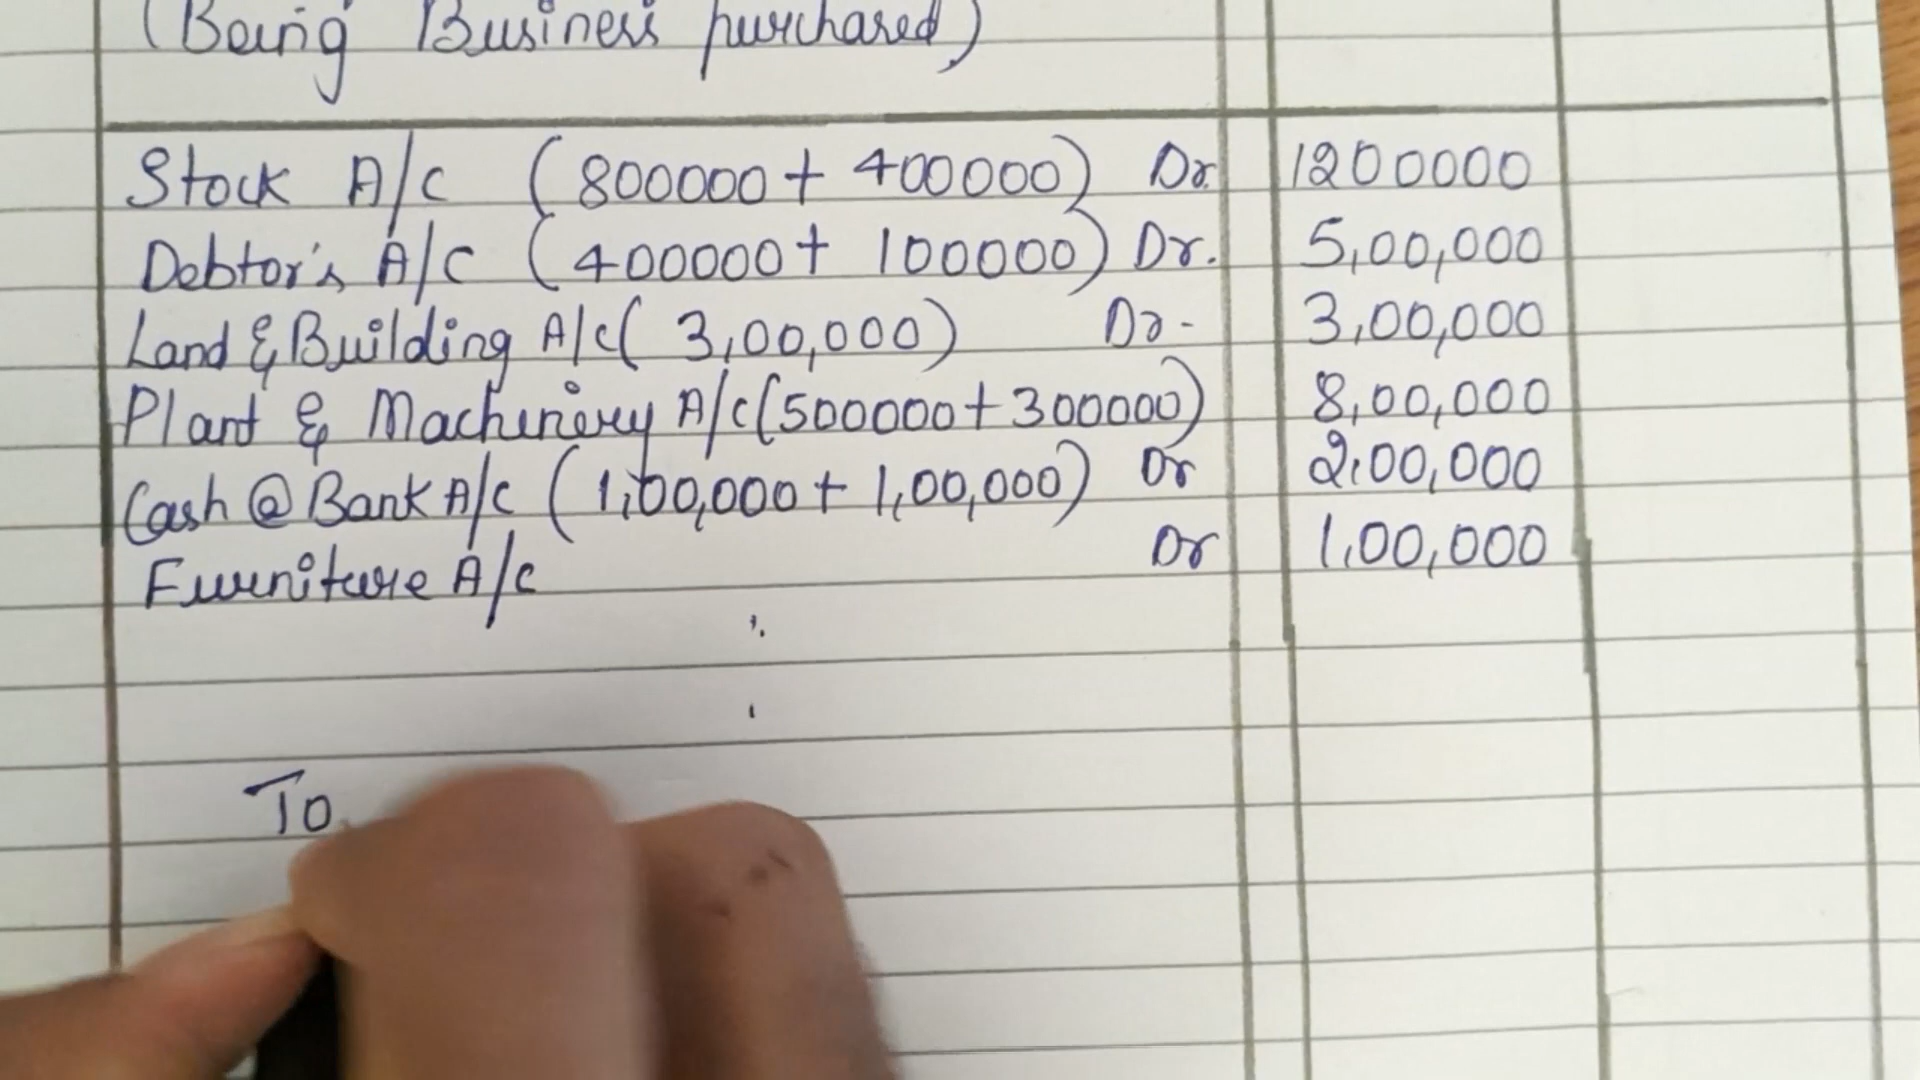 (Being Business purchased)
Stock A/c (800000 + 400000) Dr. 1200000
Debtor's A/c (400000 + 100000) Dr. 5,00,000
Land & Building A/c (3,00,000) Dr - 3,00,000
Plant & Machinery A/c (500000 + 300000) 8,00,000
Cash @ Bank A/c (1,00,000 + 1,00,000) Dr 2,00,000
Furniture A/c Dr 1,00,000
To